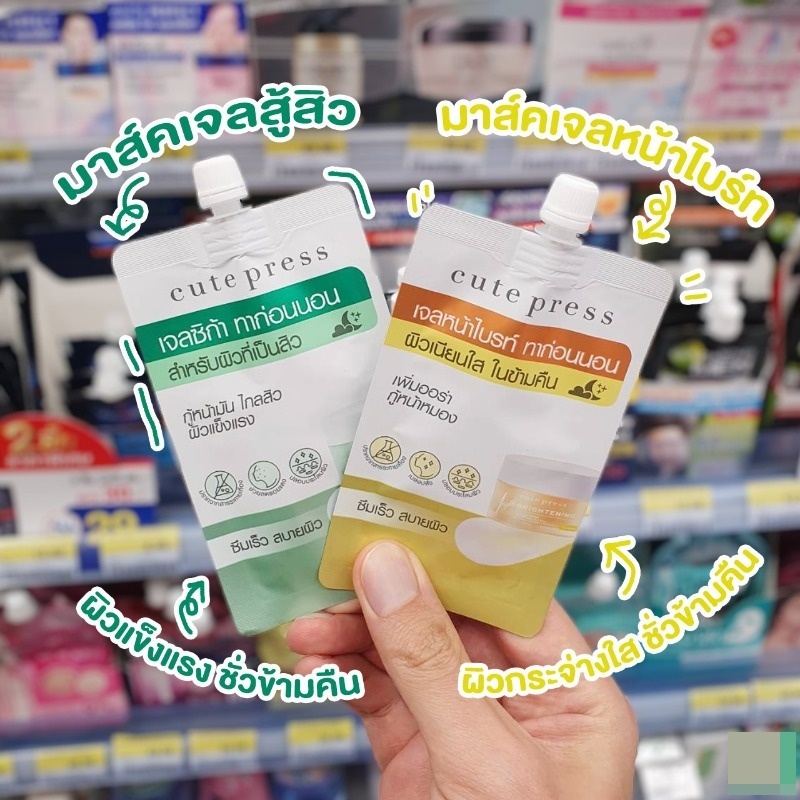 มาส์คเจลสู้สิว
มาส์คเจลหน้าไบร์ท
cute press
เจลซิก้า ทาก่อนนอน
สำหรับผิวที่เป็นสิว
กู้หน้ามัน ไกลสิว
ผิวแข็งแรง
ซึมเร็ว สบายผิว
cute press
เจลหน้าไบรท์ ทาก่อนนอน
ผิวเนียนใส ในข้ามคืน
เพิ่มออร่า
กู้หน้าหมอง
ซึมเร็ว สบายผิว
ผิวแข็งแรง ชั่วข้ามคืน
ผิวกระจ่างใส ชั่วข้ามคืน